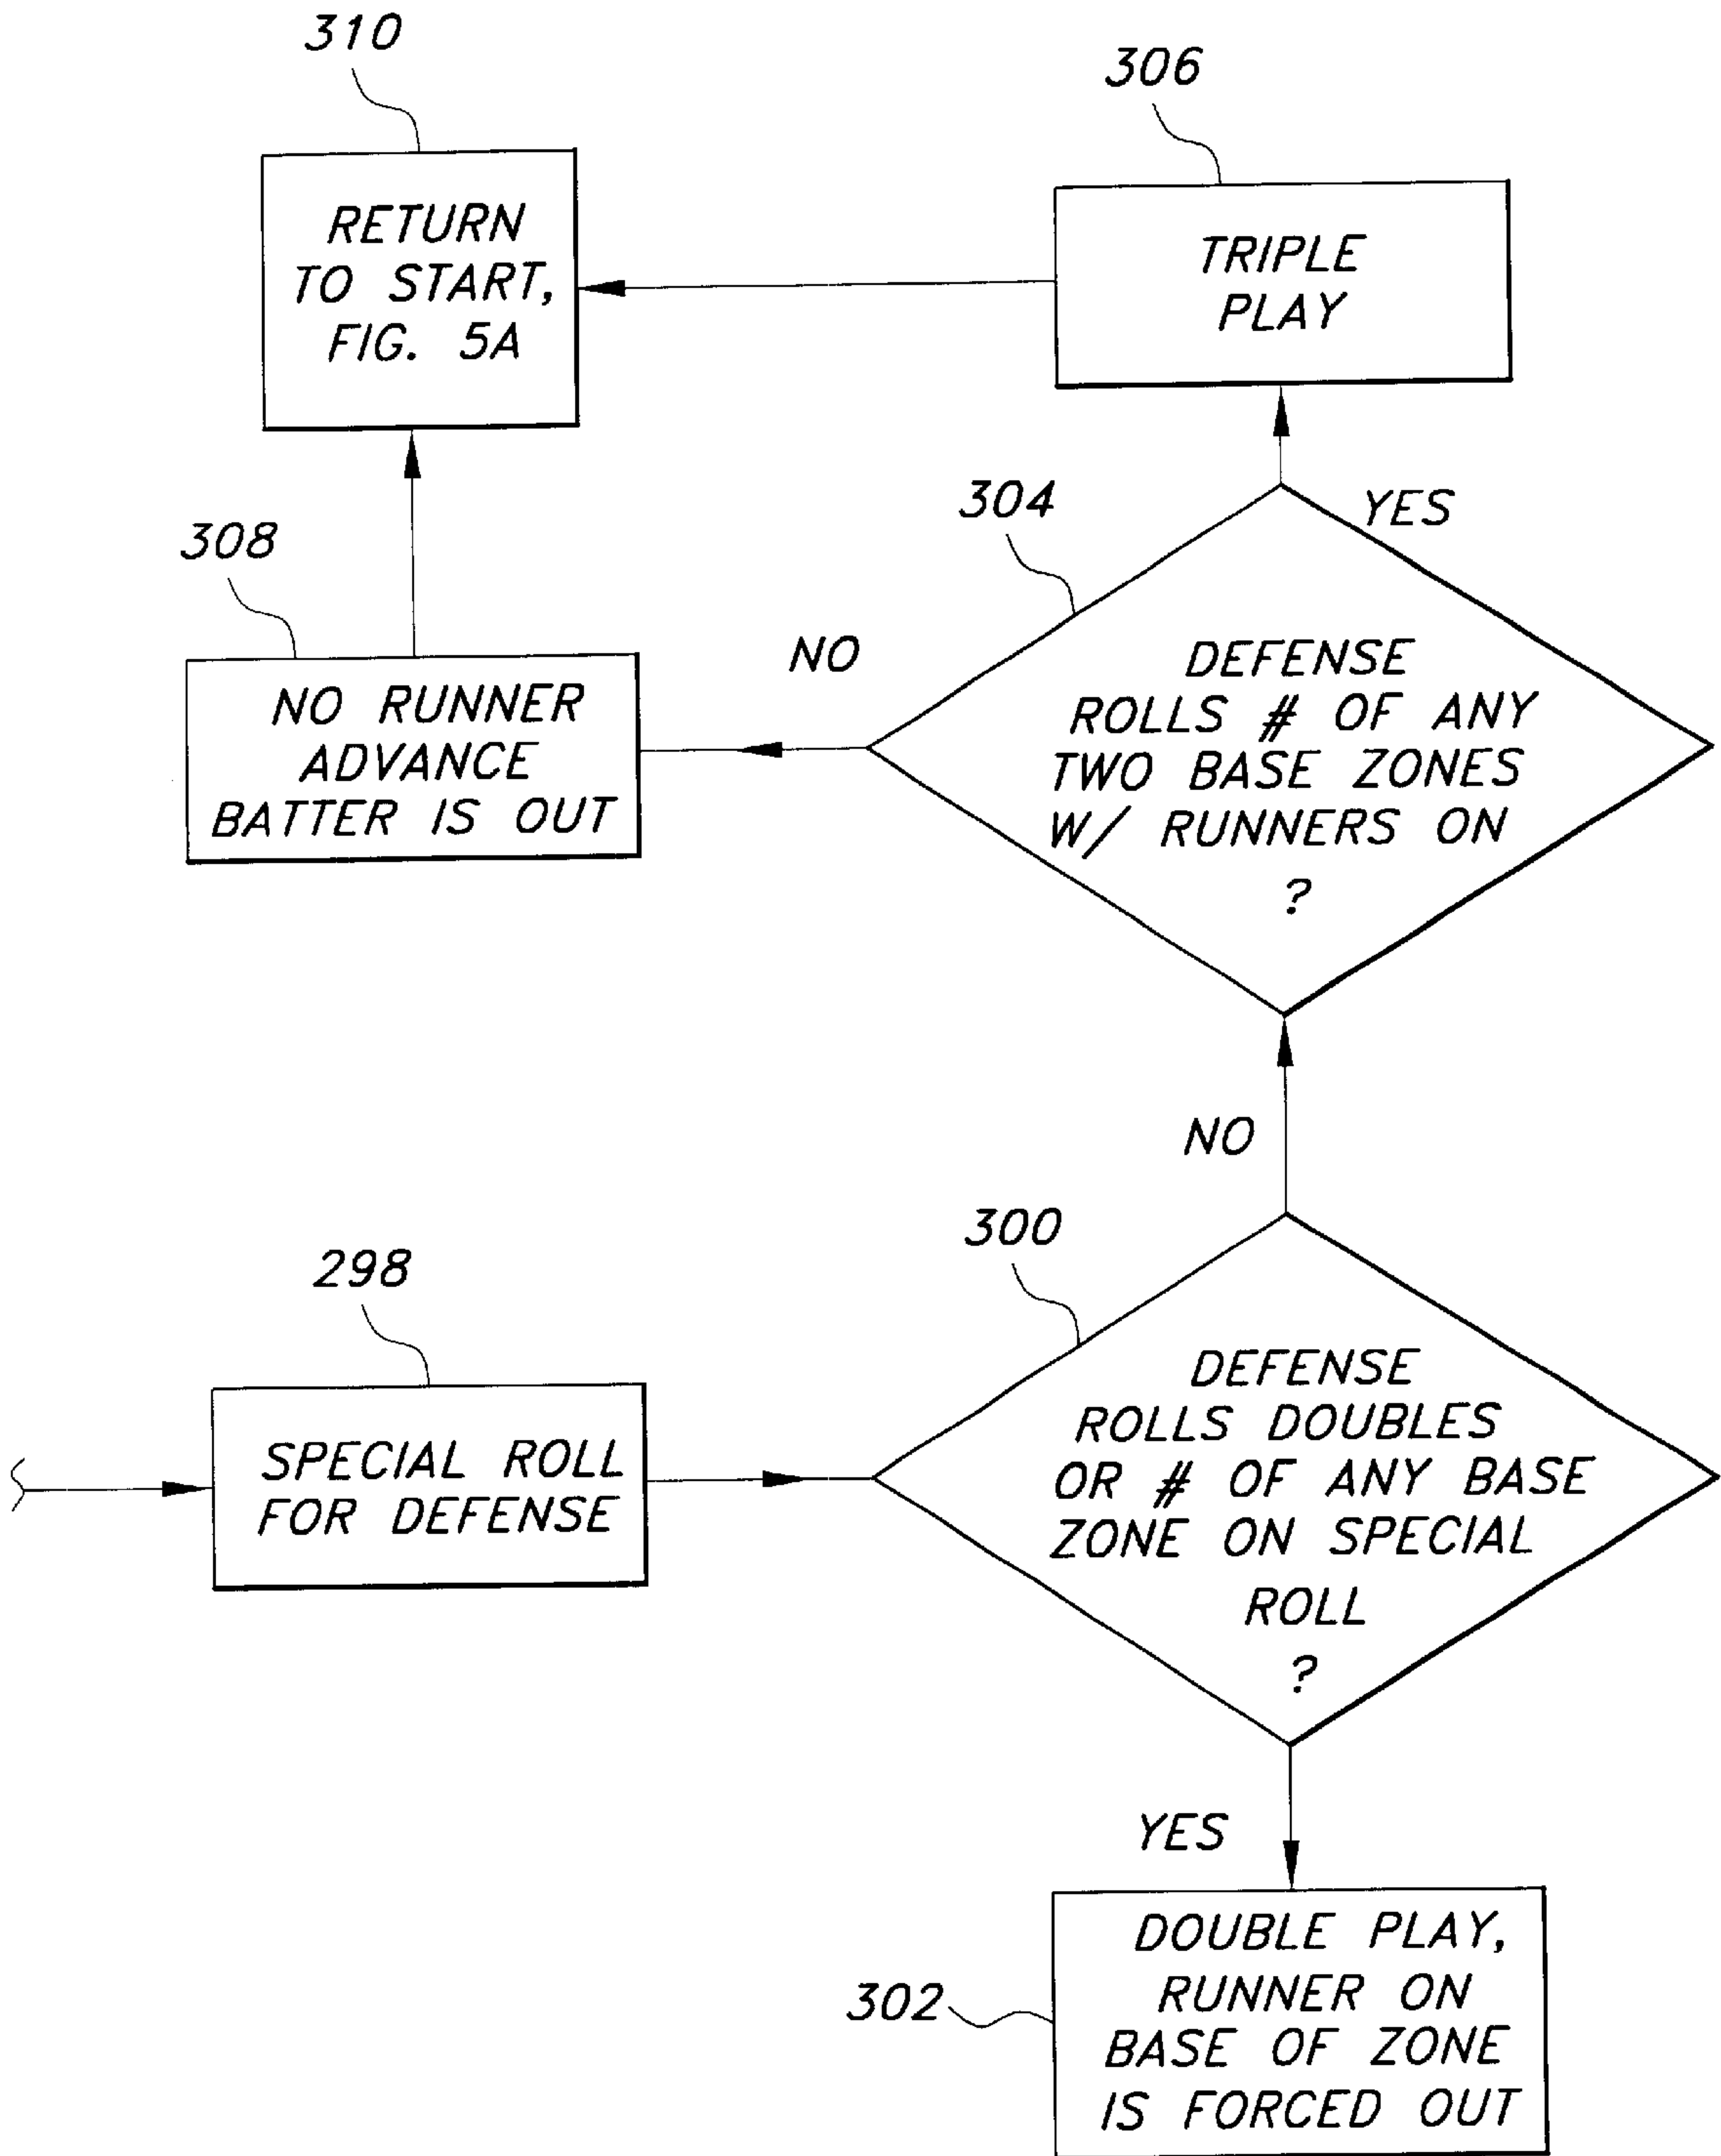 310
306
RETURN
TO START,
FIG. 5A
TRIPLE
PLAY
304
YES
308
NO
NO RUNNER
ADVANCE
BATTER IS OUT
DEFENSE
ROLLS # OF ANY
TWO BASE ZONES
W/ RUNNERS ON
?
NO
300
298
SPECIAL ROLL
FOR DEFENSE
DEFENSE
ROLLS DOUBLES
OR # OF ANY BASE
ZONE ON SPECIAL
ROLL
?
YES
302
DOUBLE PLAY,
RUNNER ON
BASE OF ZONE
IS FORCED OUT